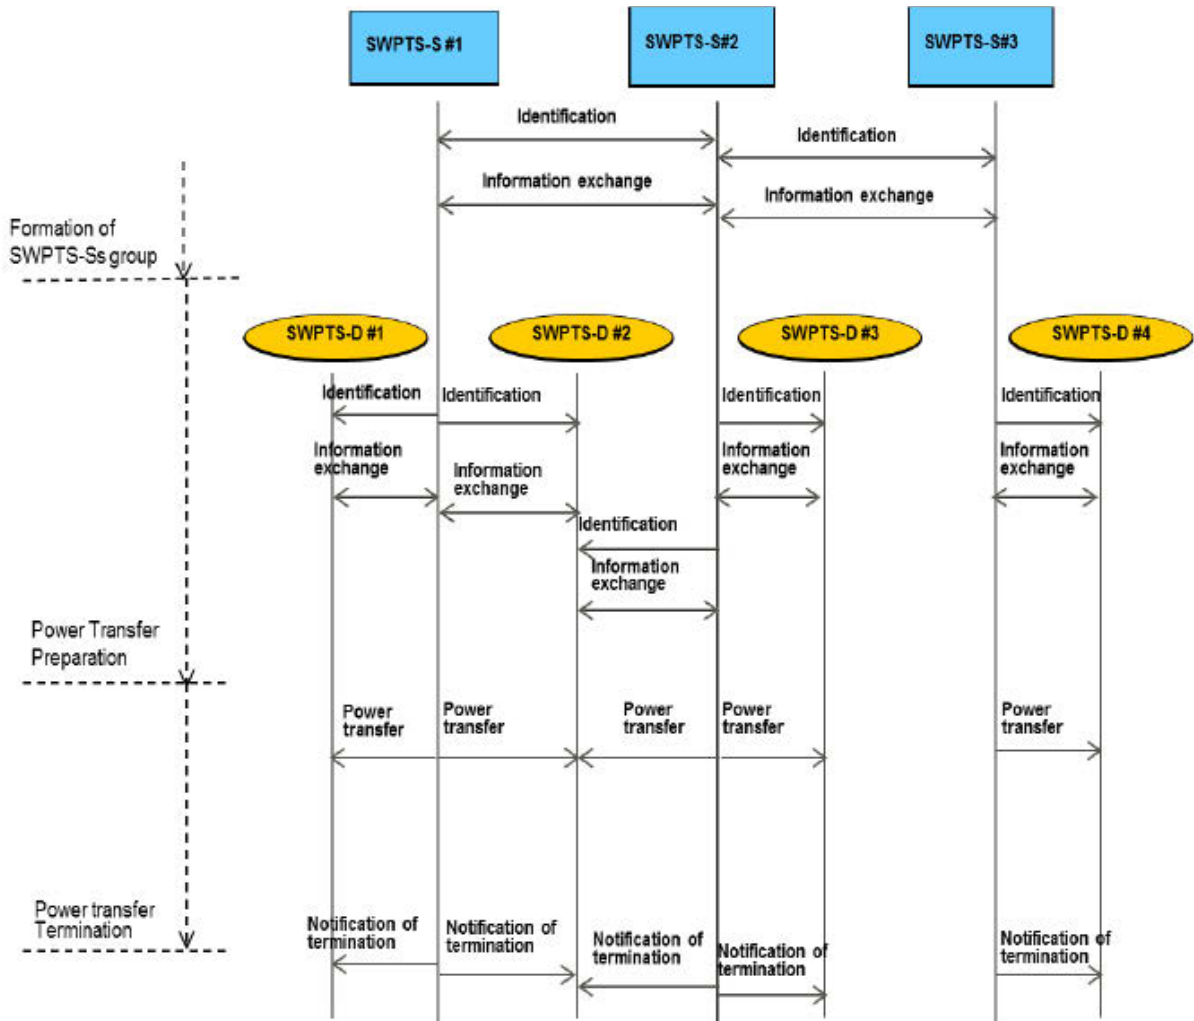 SWPTS-S #1
SWPTS-S#2
SWPTS-S#3
Identification
Identification
Information exchange
Information exchange
Formation of
SWPTS-Ss group
SWPTS-D #1
SWPTS-D #2
SWPTS-D #3
SWPTS-D #4
Identification
Identification
Identification
Identification
Information
exchange
Information
exchange
Information
exchange
Information
exchange
Identification
Information
exchange
Power Transfer
Preparation
Power
transfer
Power
transfer
Power
transfer
Power
transfer
Power
transfer
Power transfer
Termination
Notification of
termination
Notification of
termination
Notification of
termination
Notification of
termination
Notification of
termination